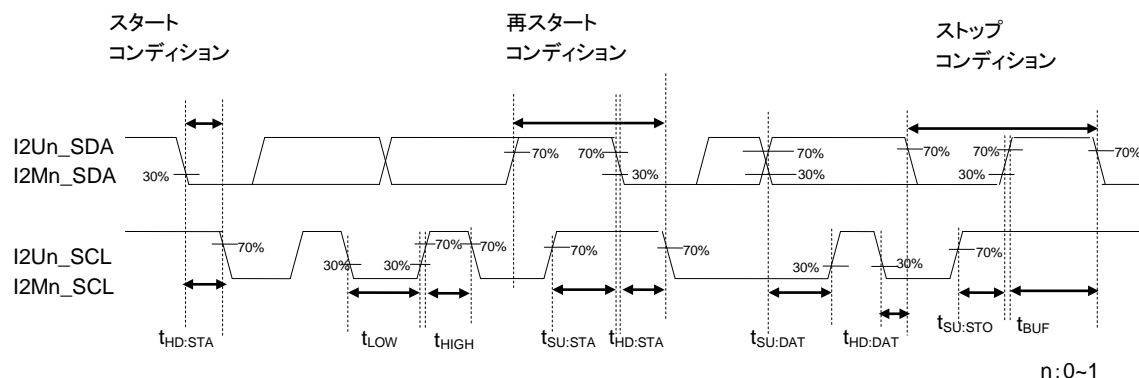 スタート
コンディション
再スタート
コンディション
ストップ
コンディション
I2Un_SDA
I2Mn_SDA
30%
70%
70%
30%
70%
30%
70%
70%
30%
70%
I2Un_SCL
I2Mn_SCL
70%
30%
30%
70%
70%
70%
70%
30%
30%
70%
tHD:STA
tLOW
tHIGH
tSU:STA
tHD:STA
tSU:DAT
tHD:DAT
tSU:STO
tBUF
n:0~1